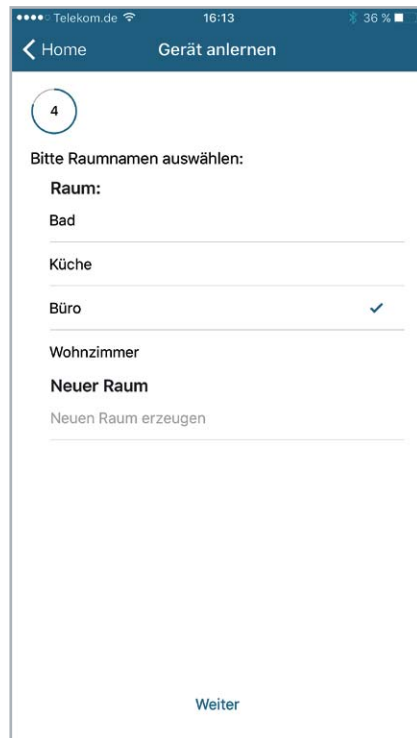 Telekom.de 16:13 36 %
Home Gerät anlernen
4
Bitte Raumnamen auswählen:
Raum:
Bad
Küche
Büro
Wohnzimmer
Neuer Raum
Neuen Raum erzeugen
Weiter